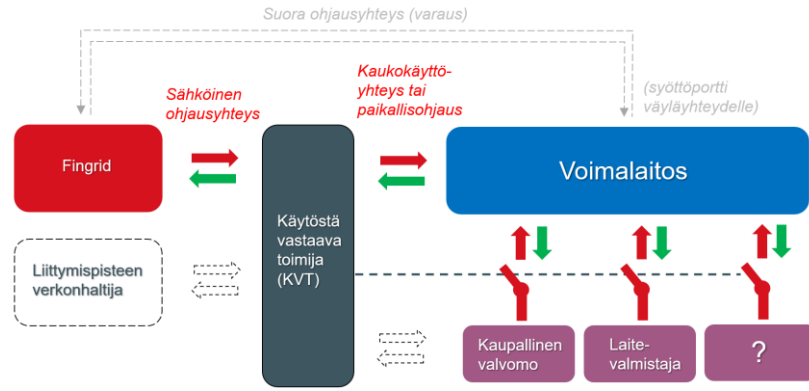 Suora ohjausyhteys (varaus)
Sähköinen
ohjausyhteys
Kaukokäyttö-
yhteys tai
paikallisohjaus
(syöttöportti
väyläyhteydelle)
Fingrid
Käytöstä
vastaava
toimija
(KVT)
Voimalaitos
Liittymispisteen
verkonhaltija
Kaupallinen
valvomo
Laite-
valmistaja
?